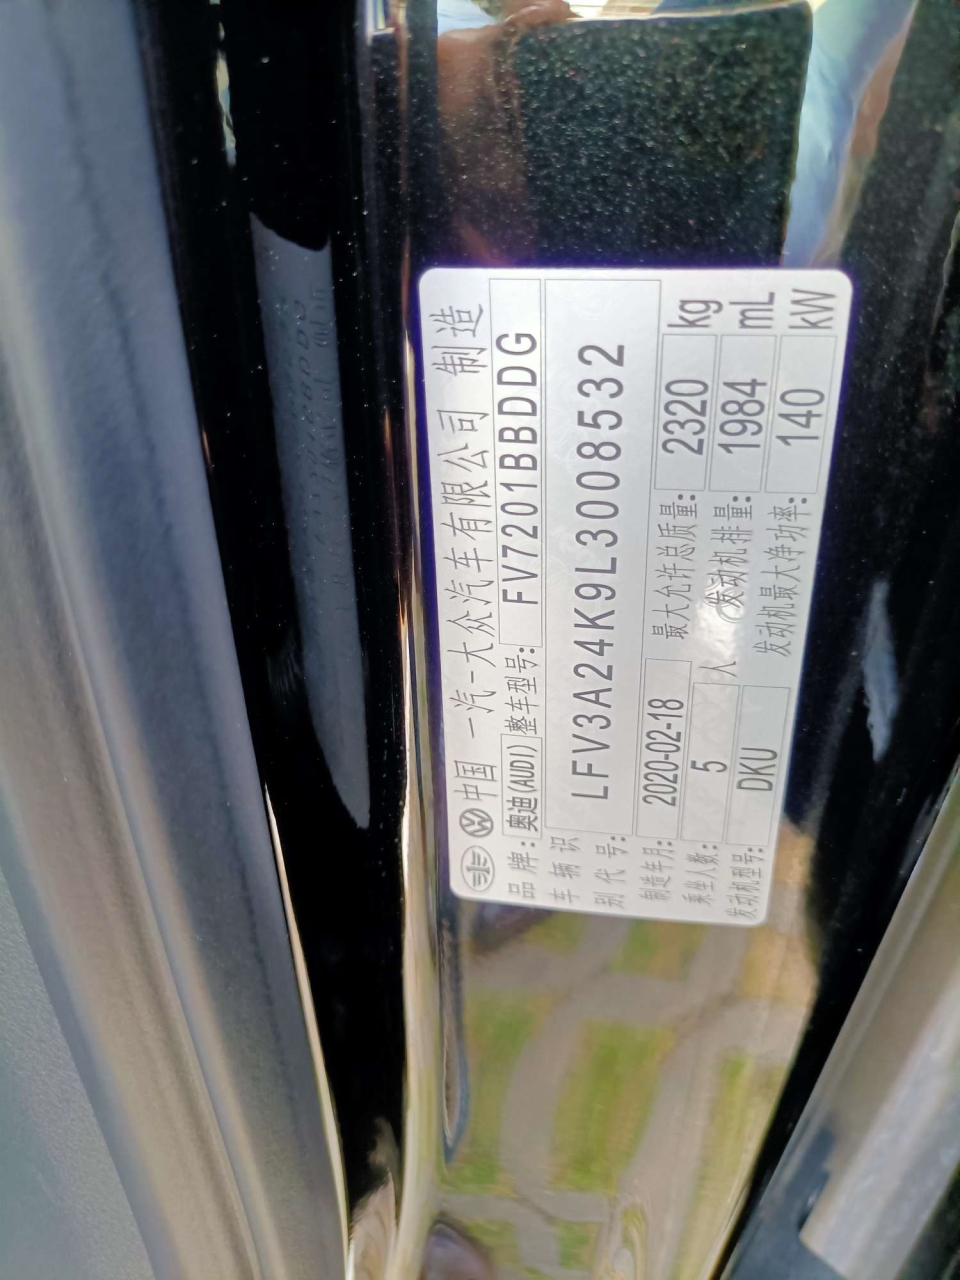 中国 一汽-大众汽车有限公司 制造
品牌: 奥迪(AUDI) 整车型号: FV7201BBDDG
车辆识别代号: LFV3A24K9L3008532
制造年月: 2020-02-18 最大允许总质量: 2320 kg
乘坐人数: 5 人 发动机排量: 1984 mL
发动机型号: DKU 发动机最大净功率: 140 kW